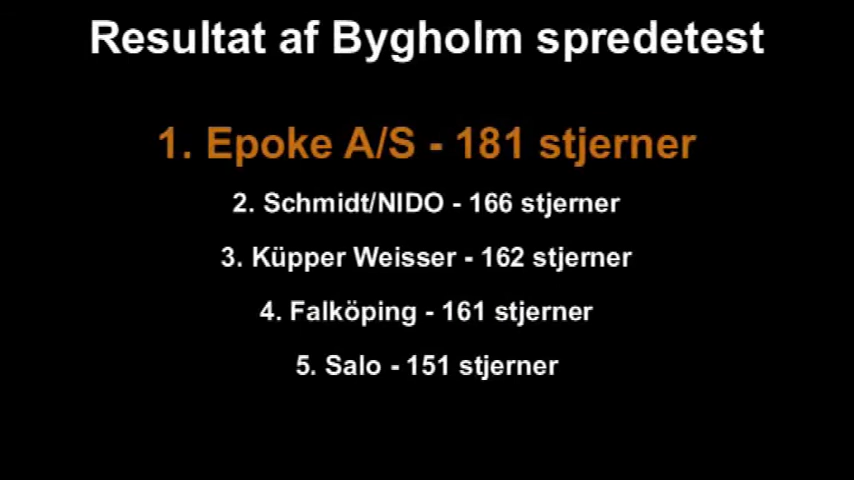 Resultat af Bygholm spredetest
1. Epoke A/S - 181 stjerner
2. Schmidt/NIDO - 166 stjerner
3. Küpper Weisser - 162 stjerner
4. Falköping - 161 stjerner
5. Salo - 151 stjerner